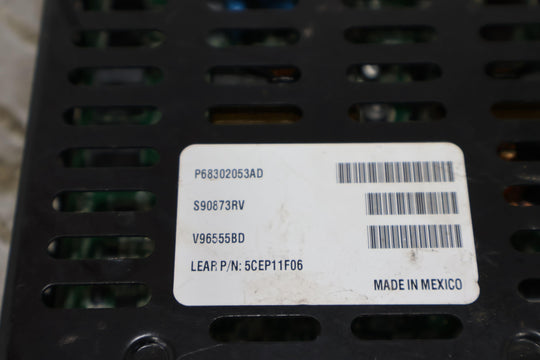 P68302053AD
S90873RV
V96555BD
LEAR P/N: 5CEP11F06
MADE IN MEXICO